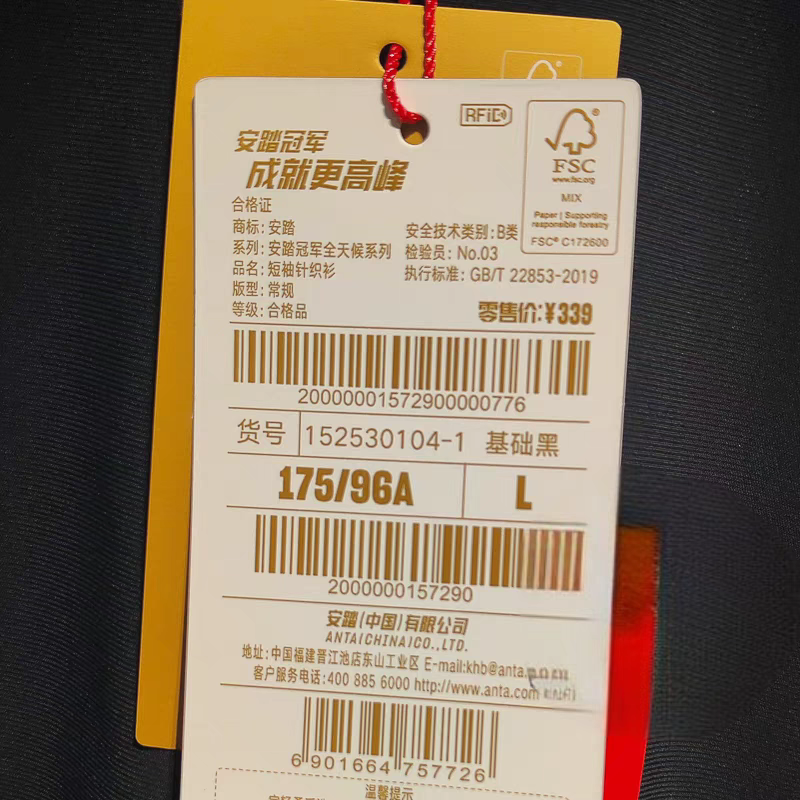 RFID
安踏冠军
成就更高峰
FSC
www.fsc.org
MIX
Paper | Supporting
responsible forestry
FSC® C172600
合格证
商标: 安踏
系列: 安踏冠军全天候系列
品名: 短袖针织衫
版型: 常规
等级: 合格品
安全技术类别: B类
检验员: No.03
执行标准: GB/T 22853-2019
零售价:¥339
2000000157290000077​6
货号 152530104-1 基础黑
175/96A L
2000000157290
安踏(中国)有限公司
ANTA(CHINA)CO.,LTD.
地址: 中国福建晋江池店东山工业区 E-mail:khb@anta.
客户服务电话: 400 885 6000 http://www.anta.com
6 901664 757726
温馨提示